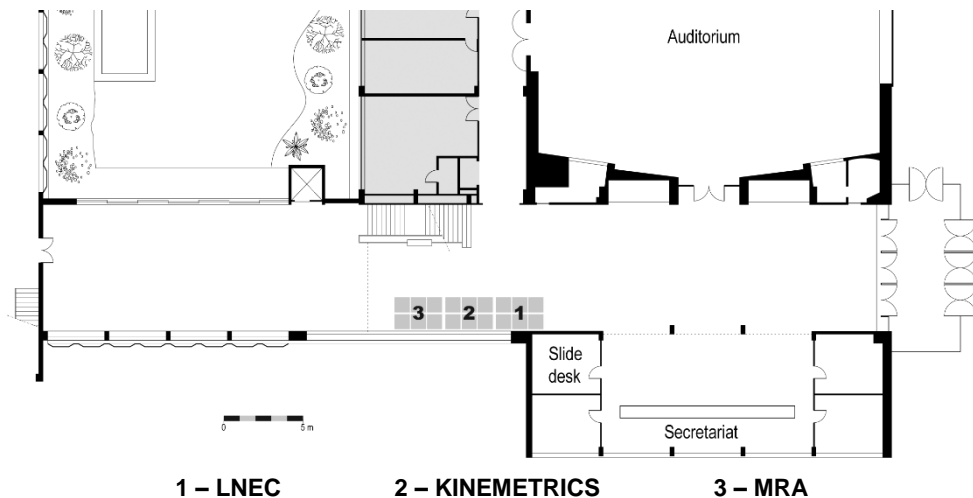 Auditorium
3 2 1
Slide
desk
Secretariat
0 5 m
1 – LNEC 2 – KINEMETRICS 3 – MRA